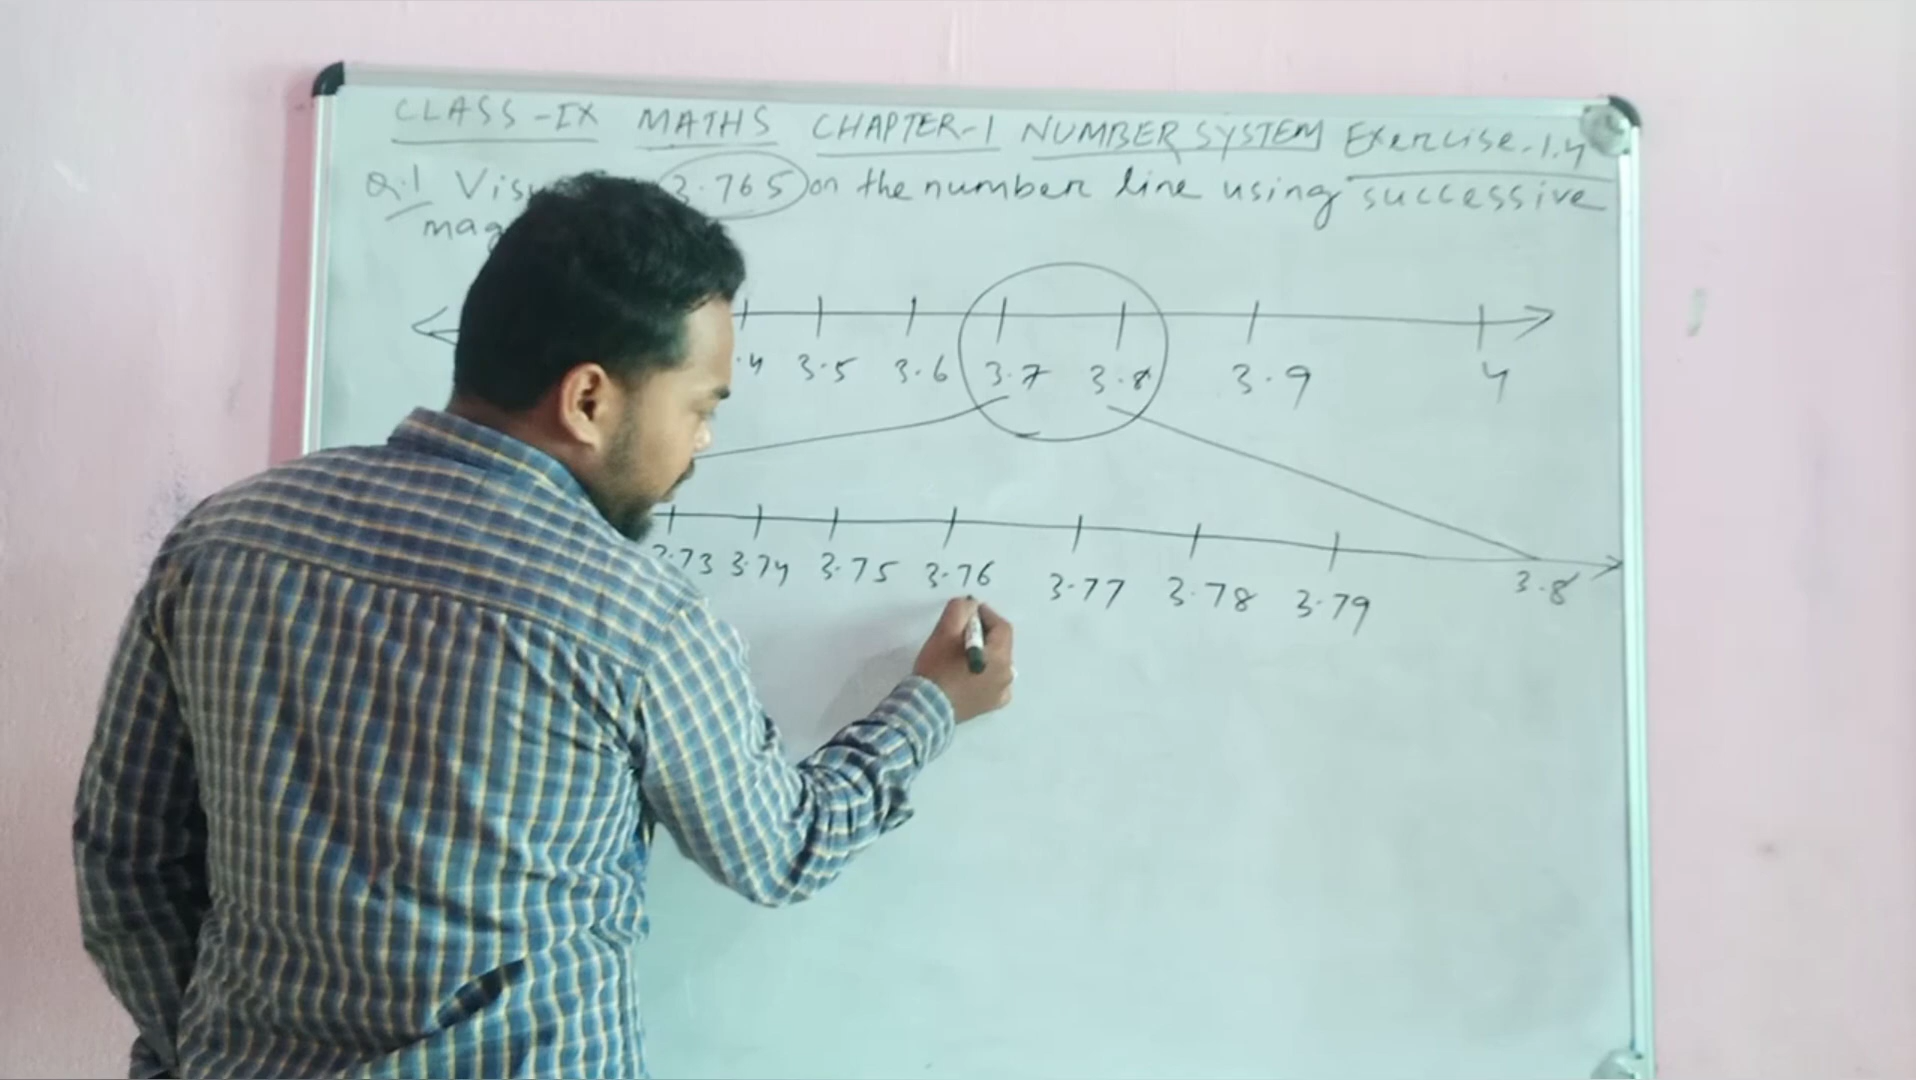 CLASS-IX MATHS CHAPTER-1 NUMBER SYSTEM Exercise.1.4
Q.1 3.765 on the number line using successive
3.5 3.6 3.7 3.8 3.9 4
3.73 3.74 3.75 3.76 3.77 3.78 3.79 3.8